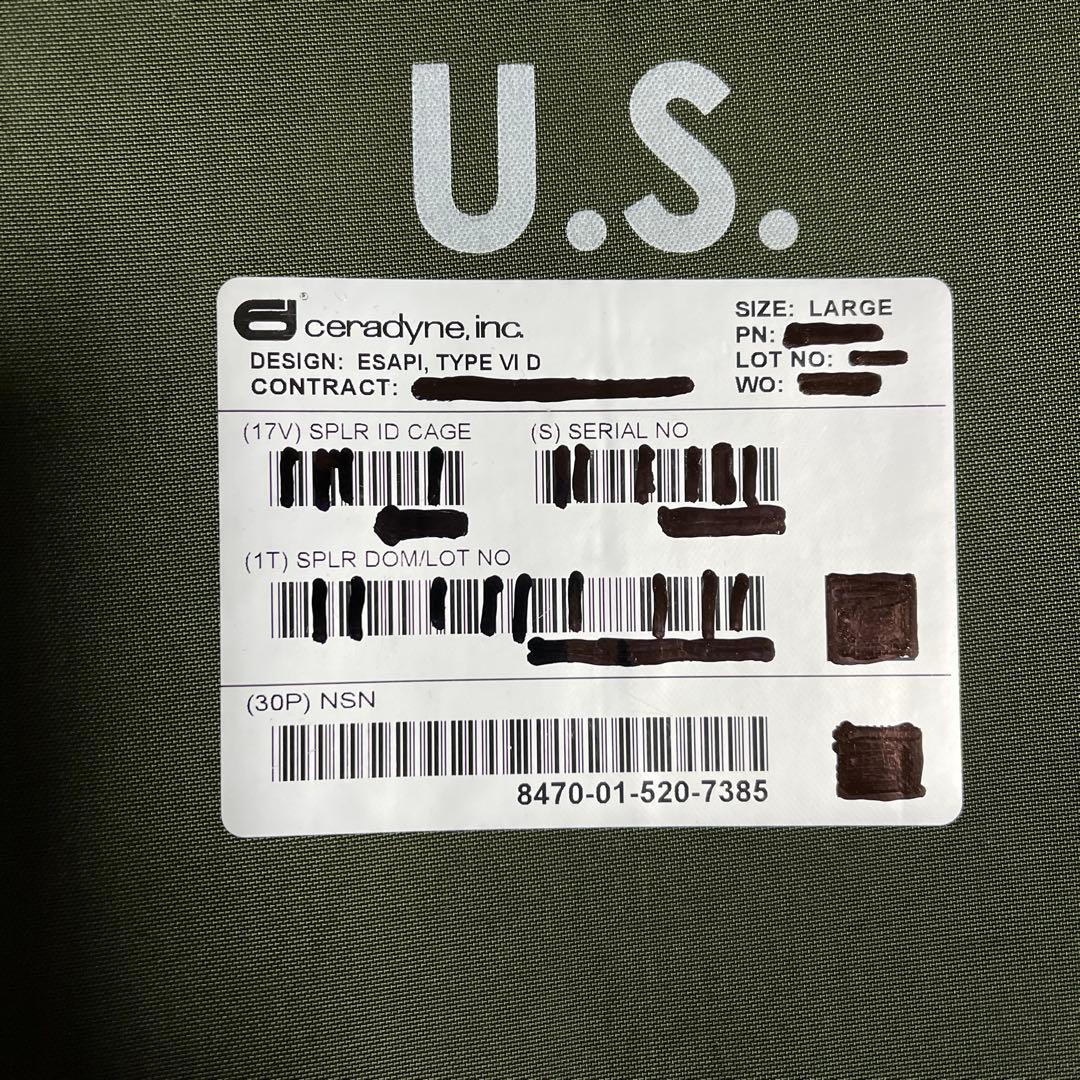 U.S.
ceradyne, inc.
®
DESIGN: ESAPI, TYPE VI D
CONTRACT:
SIZE: LARGE
PN:
LOT NO:
WO:
(17V) SPLR ID CAGE
(S) SERIAL NO
(1T) SPLR DOM/LOT NO
(30P) NSN
8470-01-520-7385